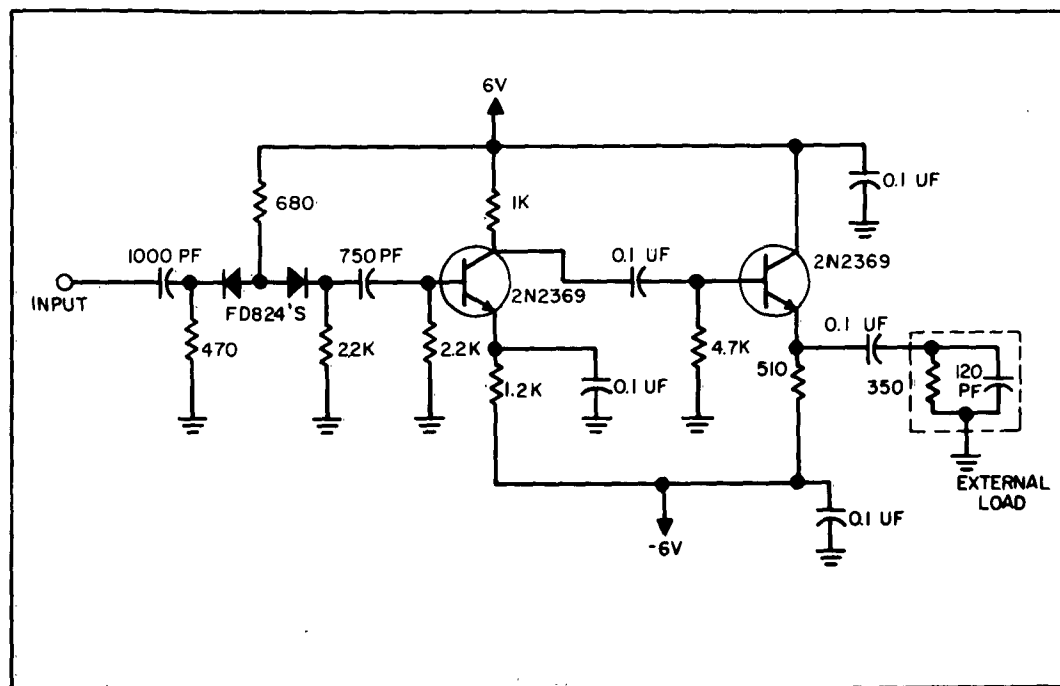 6V
0.1 UF
680
1K
1000 PF
750 PF
0.1 UF
2N2369
INPUT
FD824'S
2N2369
0.1 UF
470
2.2K
2.2K
4.7K
510
1.2K
0.1 UF
350
120
PF
EXTERNAL
LOAD
0.1 UF
-6V